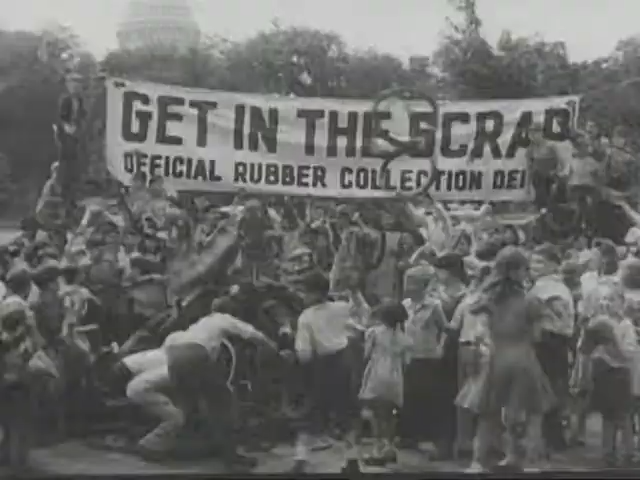 "GET IN THE SCRAP"
OFFICIAL RUBBER COLLECTION